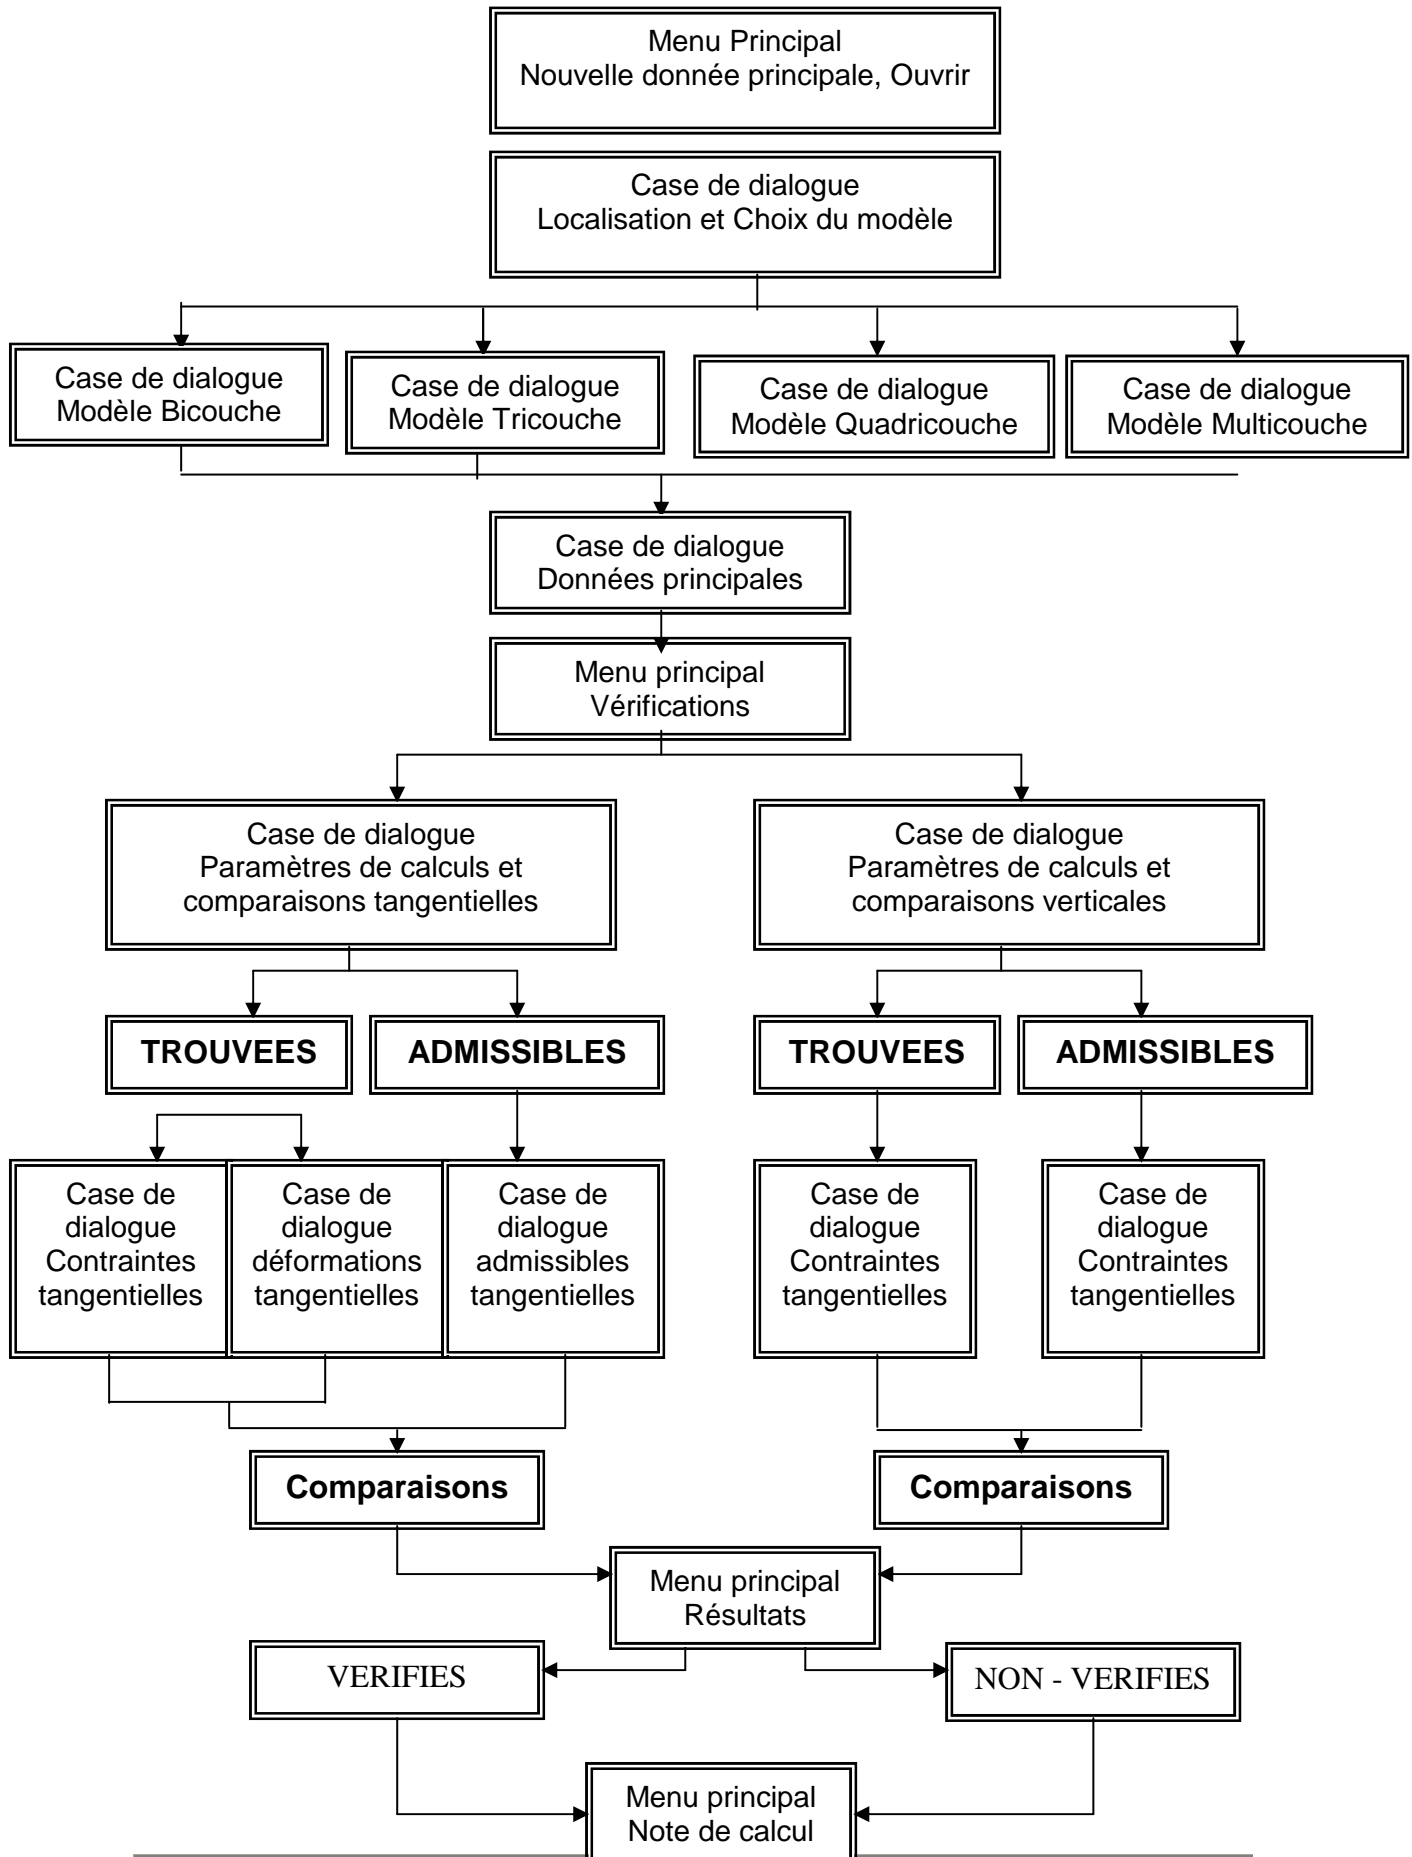 Menu Principal
Nouvelle donnée principale, Ouvrir
Case de dialogue
Localisation et Choix du modèle
Case de dialogue
Modèle Bicouche
Case de dialogue
Modèle Tricouche
Case de dialogue
Modèle Quadricouche
Case de dialogue
Modèle Multicouche
Case de dialogue
Données principales
Menu principal
Vérifications
Case de dialogue
Paramètres de calculs et
comparaisons tangentielles
Case de dialogue
Paramètres de calculs et
comparaisons verticales
TROUVEES
ADMISSIBLES
TROUVEES
ADMISSIBLES
Case de
dialogue
Contraintes
tangentielles
Case de
dialogue
déformations
tangentielles
Case de
dialogue
admissibles
tangentielles
Case de
dialogue
Contraintes
tangentielles
Case de
dialogue
Contraintes
tangentielles
Comparaisons
Comparaisons
Menu principal
Résultats
VERIFIES
NON - VERIFIES
Menu principal
Note de calcul